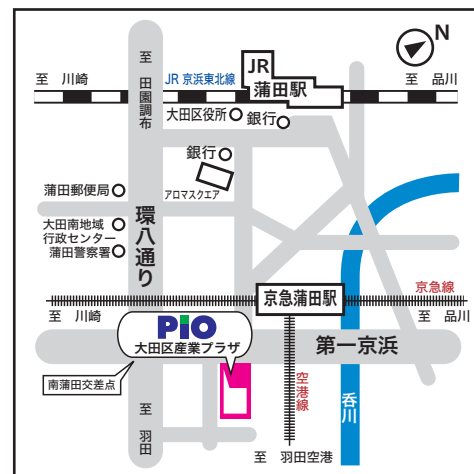 N
至 田園調布
JR
蒲田駅
至 川崎
JR 京浜東北線
至 品川
大田区役所
銀行
銀行
アロマスクエア
蒲田郵便局
大田南地域
行政センター
蒲田警察署
環八通り
京急蒲田駅
京急線
至 川崎
至 品川
PiO
大田区産業プラザ
第一京浜
南蒲田交差点
空港線
呑川
至 羽田
至 羽田空港